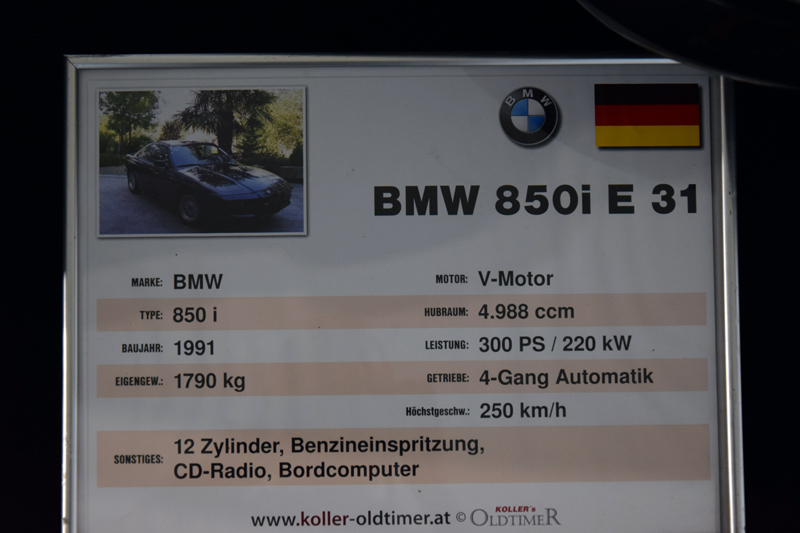 BMW
BMW 850i E 31
MARKE: BMW
MOTOR: V-Motor
TYPE: 850 i
HUBRAUM: 4.988 ccm
BAUJAHR: 1991
LEISTUNG: 300 PS / 220 kW
EIGENGEW.: 1790 kg
GETRIEBE: 4-Gang Automatik
Höchstgeschw.: 250 km/h
SONSTIGES: 12 Zylinder, Benzineinspritzung,
CD-Radio, Bordcomputer
www.koller-oldtimer.at © KOLLER's OLDTIMER